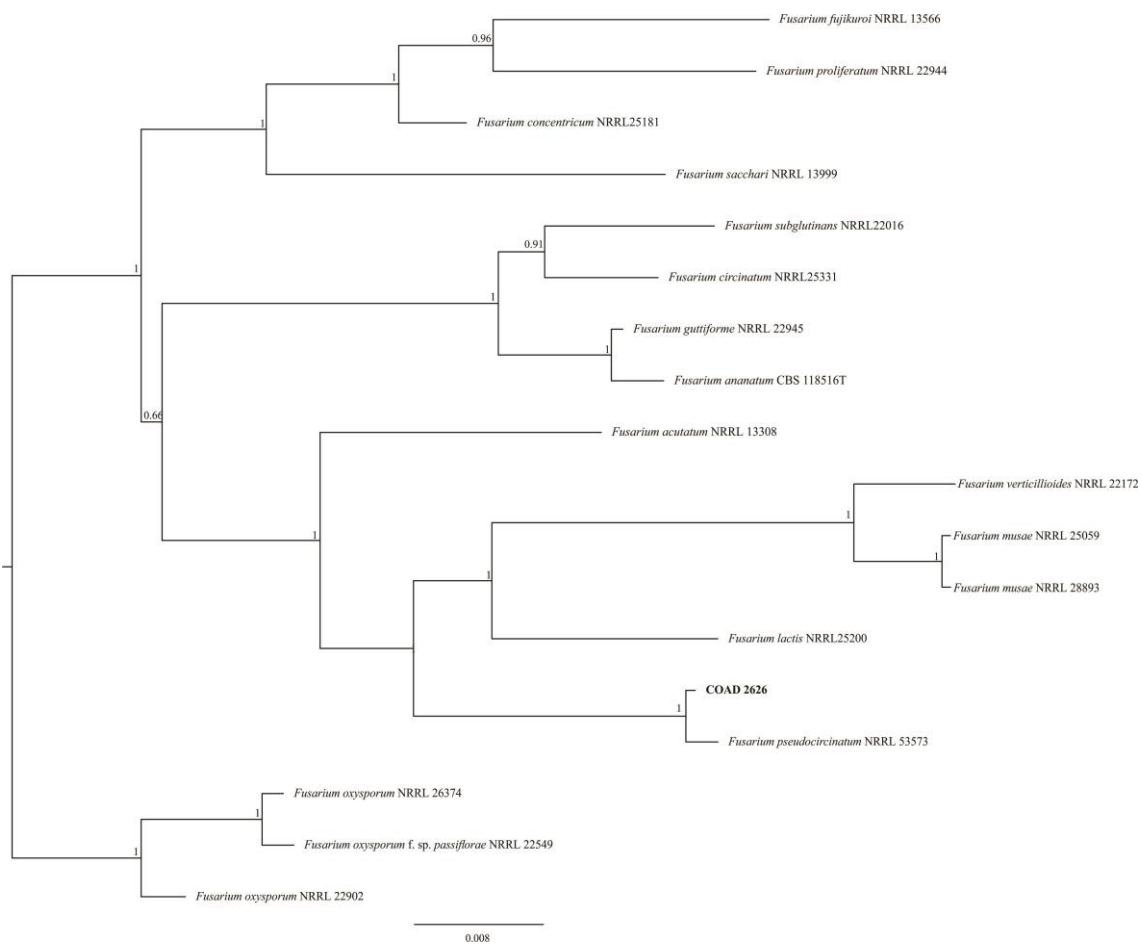 Fusarium fujikuroi NRRL 13566
0.96
Fusarium proliferatum NRRL 22944
1
Fusarium concentricum NRRL25181
1
Fusarium sacchari NRRL 13999
Fusarium subglutinans NRRL22016
0.91
1
Fusarium circinatum NRRL25331
1
Fusarium guttiforme NRRL 22945
1
Fusarium ananatum CBS 118516T
0.66
Fusarium acutatum NRRL 13308
Fusarium verticillioides NRRL 22172
1
1
Fusarium musae NRRL 25059
1
1
Fusarium musae NRRL 28893
Fusarium lactis NRRL25200
COAD 2626
1
Fusarium pseudocircinatum NRRL 53573
Fusarium oxysporum NRRL 26374
1
Fusarium oxysporum f. sp. passiflorae NRRL 22549
1
Fusarium oxysporum NRRL 22902
0.008